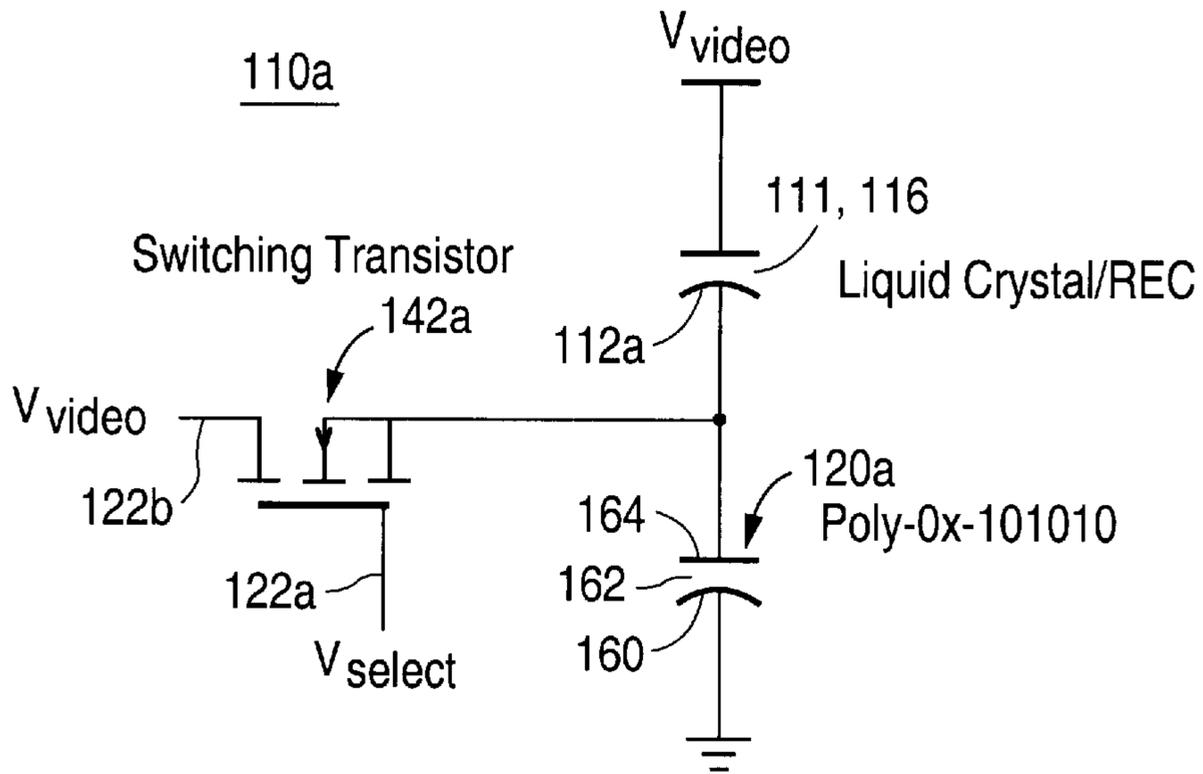 110a
V video
111, 116
Switching Transistor
Liquid Crystal/REC
142a
112a
V video
120a
122b
164
Poly-0x-101010
162
122a
160
V select